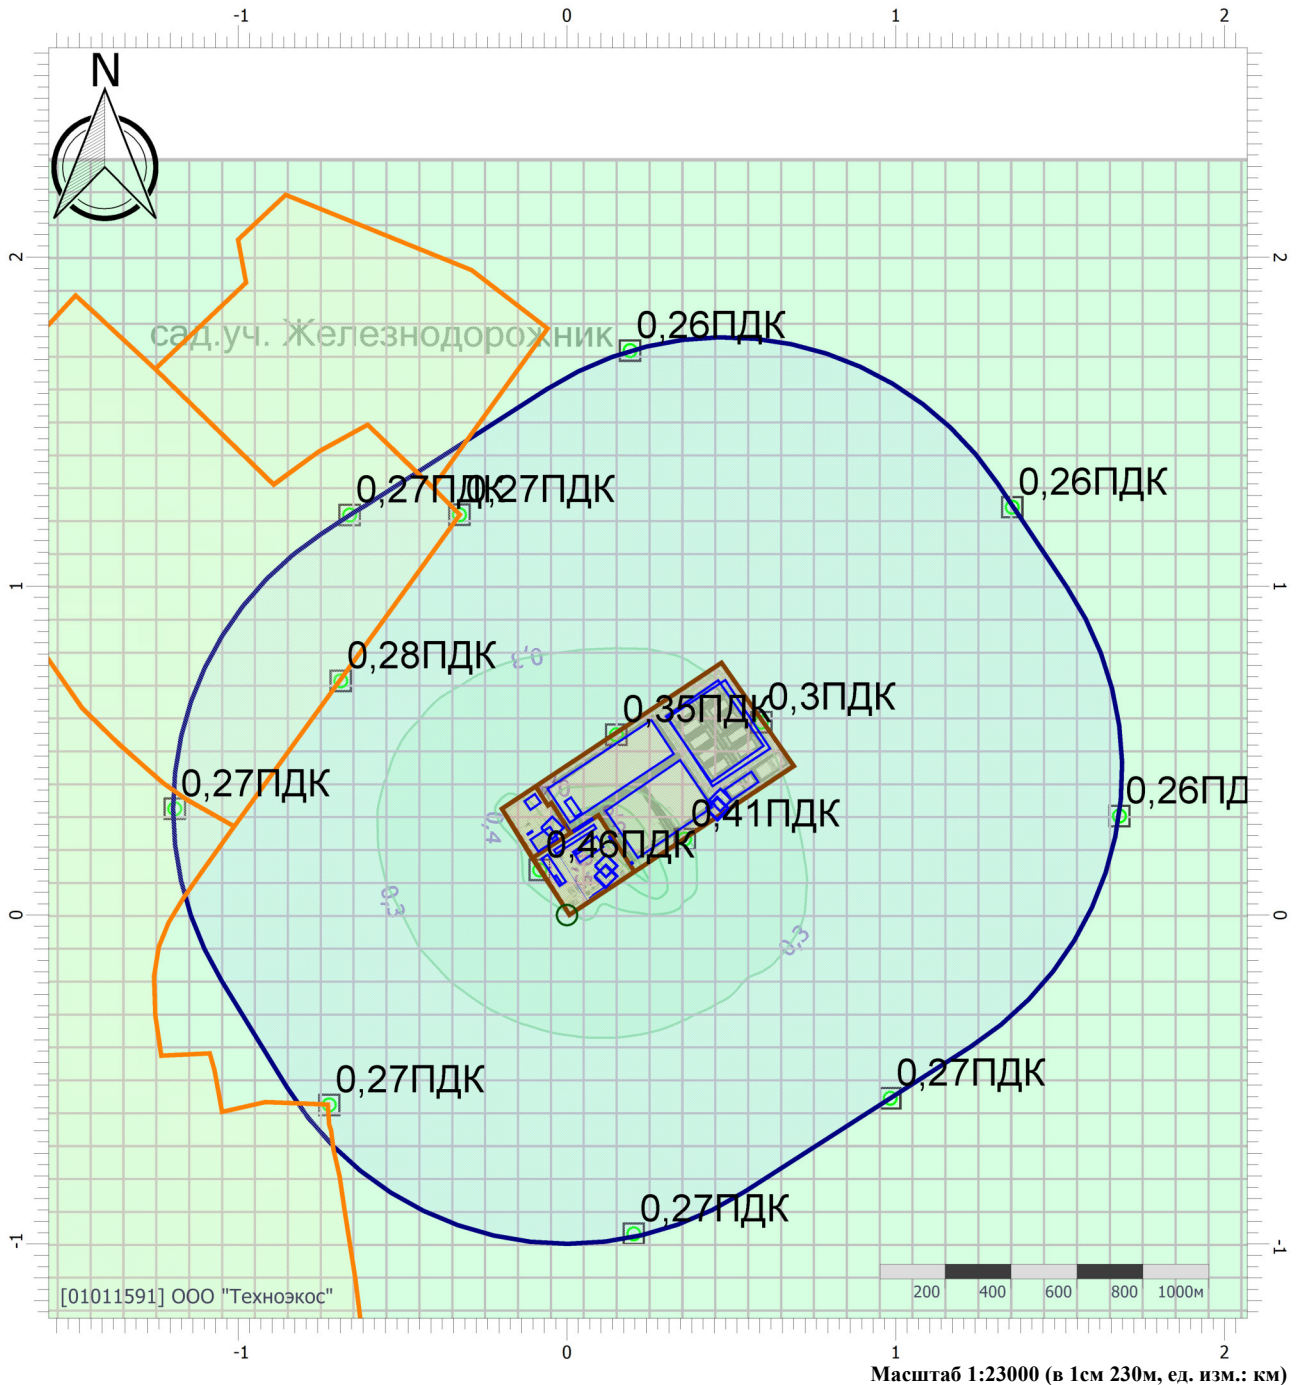 -1 0 1 2
N
2 2
сад.уч. Железнодорожник
0,26ПДК
0,27ПДК
0,27ПДК
0,26ПДК
1 1
0,28ПДК
0,3
0,35ПДК
0,3ПДК
0,27ПДК
0,26ПД
0,4
0,41ПДК
0,46ПДК
0,3
0 0
0,3
0,27ПДК
0,27ПДК
0,27ПДК
-1 -1
[01011591] ООО "Техноэкос"
200 400 600 800 1000м
-1 0 1 2
Масштаб 1:23000 (в 1см 230м, ед. изм.: км)